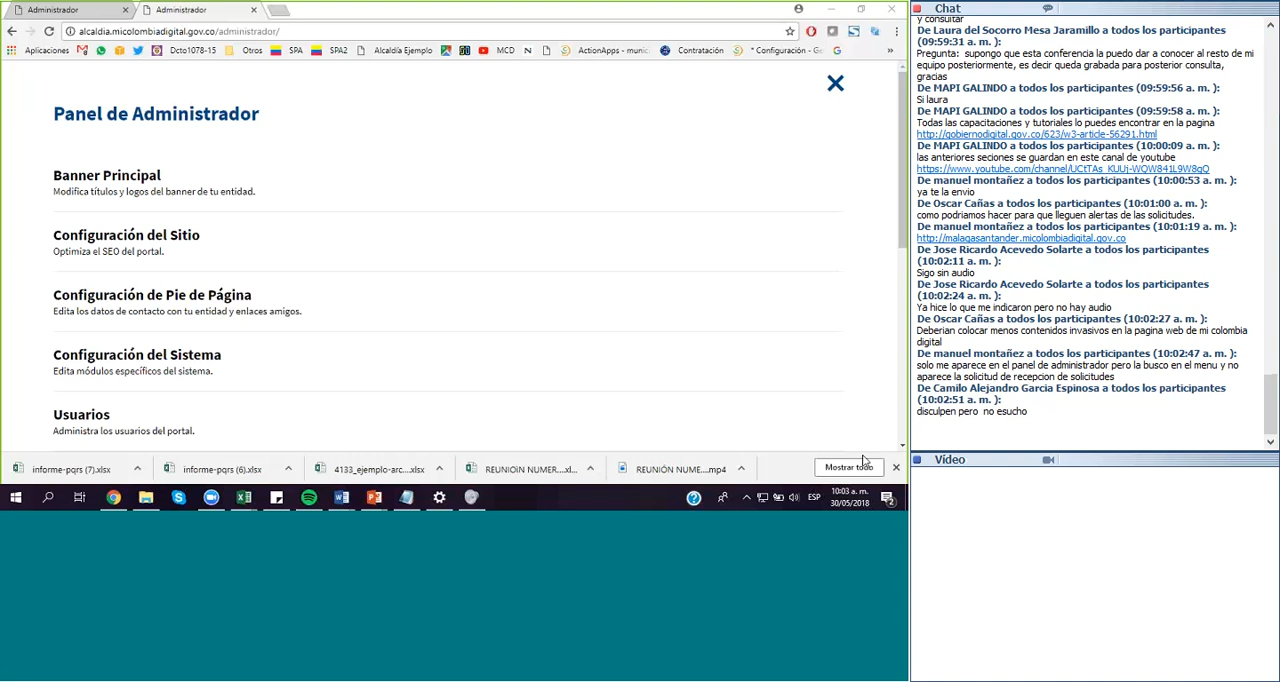 Administrador
Administrador
alcaldia.micolombiadigital.gov.co/administrador/
Aplicaciones
Dcto1078-15
Otros
SPA
SPA2
Alcaldía Ejemplo
MCD
ActionApps - munic
Contratación
* Configuración - Ge
»
Panel de Administrador
Banner Principal
Modifica títulos y logos del banner de tu entidad.
Configuración del Sitio
Optimiza el SEO del portal.
Configuración de Pie de Página
Edita los datos de contacto con tu entidad y enlaces amigos.
Configuración del Sistema
Edita módulos específicos del sistema.
Usuarios
Administra los usuarios del portal.
informe-pqrs (7).xlsx
informe-pqrs (6).xlsx
4133_ejemplo-arc....xlsx
REUNIOìN NUMER....xl...
REUNIÓN NUME....mp4
Mostrar todo
ESP
10:03 a. m.
30/05/2018
Chat
y consultar
De Laura del Socorro Mesa Jaramillo a todos los participantes
(09:59:31 a. m. ):
Pregunta: supongo que esta conferencia la puedo dar a conocer al resto de mi
equipo posteriormente, es decir queda grabada para posterior consulta,
gracias
De MAPI GALINDO a todos los participantes (09:59:56 a. m. ):
Si laura
De MAPI GALINDO a todos los participantes (09:59:58 a. m. ):
Todas las capacitaciones y tutoriales lo puedes encontrar en la pagina
http://gobiernodigital.gov.co/623/w3-article-56291.html
De MAPI GALINDO a todos los participantes (10:00:09 a. m. ):
las anteriores seciones se guardan en este canal de youtube
https://www.youtube.com/channel/UCtTAs_KUUj-WQW841L9W8gQ
De manuel montañez a todos los participantes (10:00:53 a. m. ):
ya te la envio
De Oscar Cañas a todos los participantes (10:01:00 a. m. ):
como podriamos hacer para que lleguen alertas de las solicitudes.
De manuel montañez a todos los participantes (10:01:19 a. m. ):
http://malagasantander.micolombiadigital.gov.co
De Jose Ricardo Acevedo Solarte a todos los participantes
(10:02:11 a. m. ):
Sigo sin audio
De Jose Ricardo Acevedo Solarte a todos los participantes
(10:02:24 a. m. ):
Ya hice lo que me indicaron pero no hay audio
De Oscar Cañas a todos los participantes (10:02:27 a. m. ):
Deberian colocar menos contenidos invasivos en la pagina web de mi colombia
digital
De manuel montañez a todos los participantes (10:02:47 a. m. ):
solo me aparece en el panel de administrador pero la busco en el menu y no
aparece la solicitud de recepcion de solicitudes
De Camilo Alejandro Garcia Espinosa a todos los participantes
(10:02:51 a. m. ):
disculpen pero no esucho
Vídeo